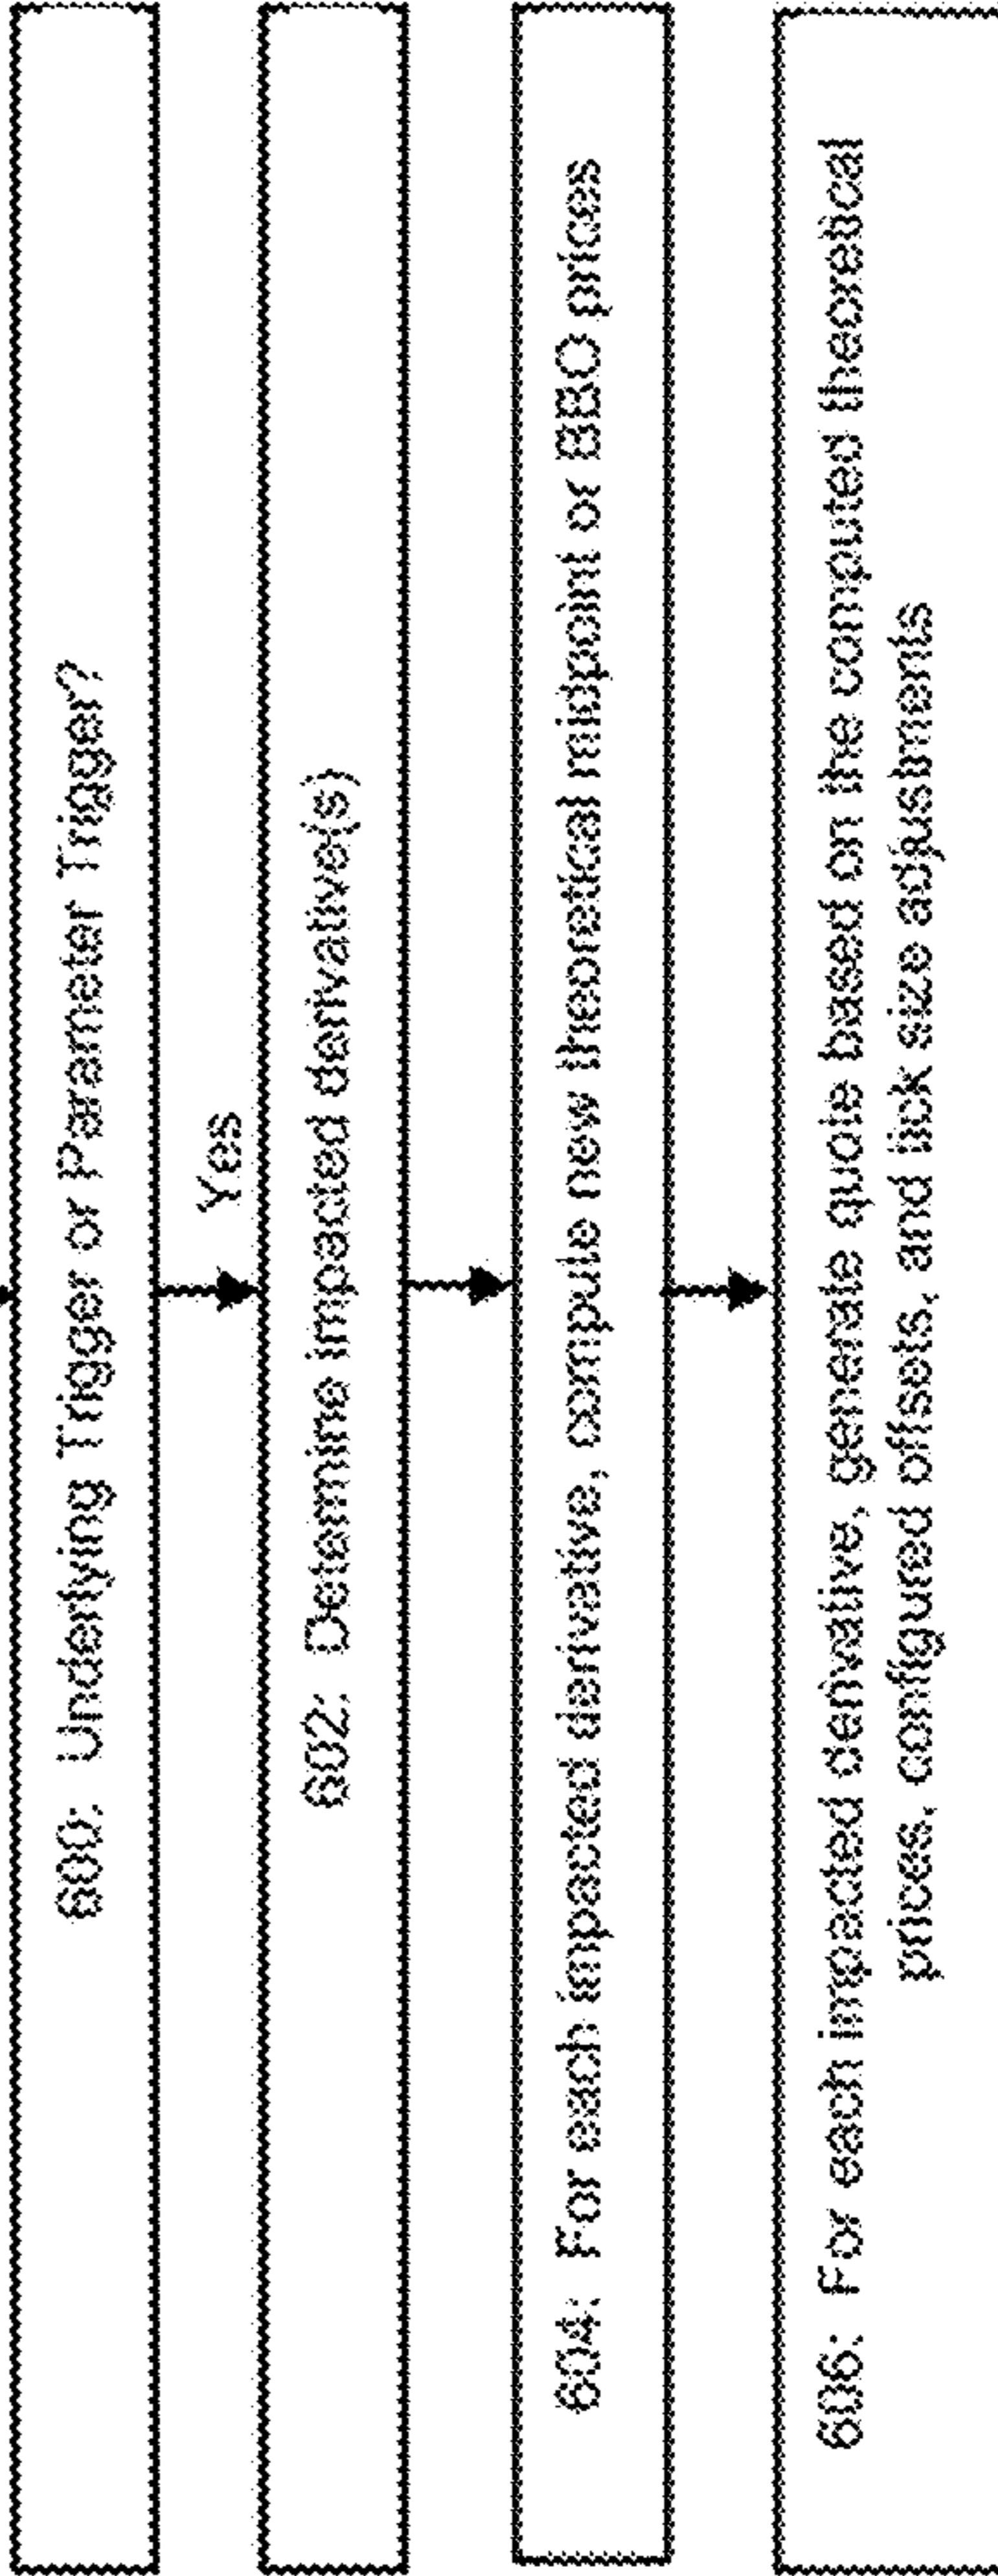 600: Underlying Trigger or Parameter Trigger?
Yes
602: Determine impacted derivative(s)
604: For each impacted derivative, compute new theoretical midpoint or BBO prices
606: For each impacted derivative, generate quote based on the computed theoretical
prices, configured offsets, and tick size adjustments